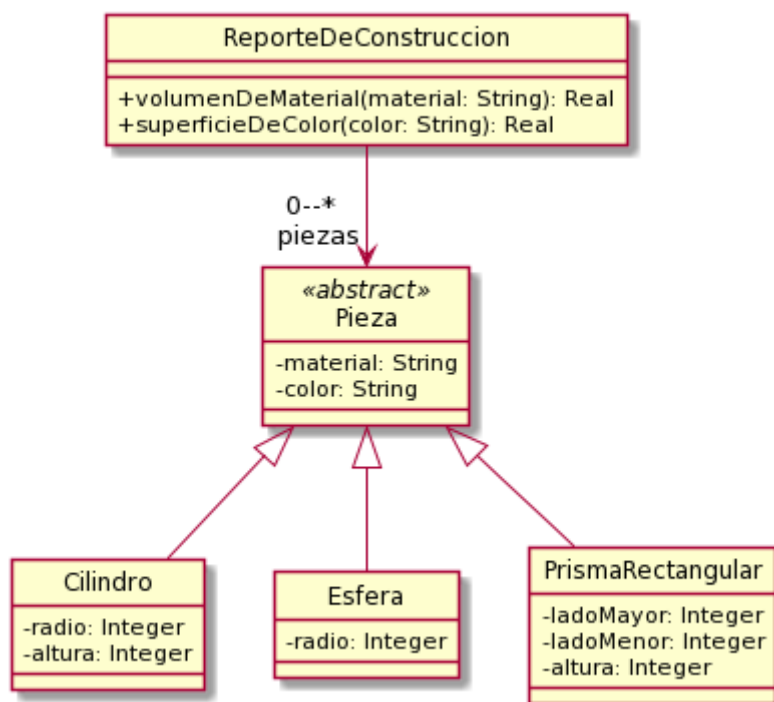 ReporteDeConstruccion
+volumenDeMaterial(material: String): Real
+superficieDeColor(color: String): Real
0--*
piezas
«abstract»
Pieza
-material: String
-color: String
Cilindro
-radio: Integer
-altura: Integer
Esfera
-radio: Integer
PrismaRectangular
-ladoMayor: Integer
-ladoMenor: Integer
-altura: Integer